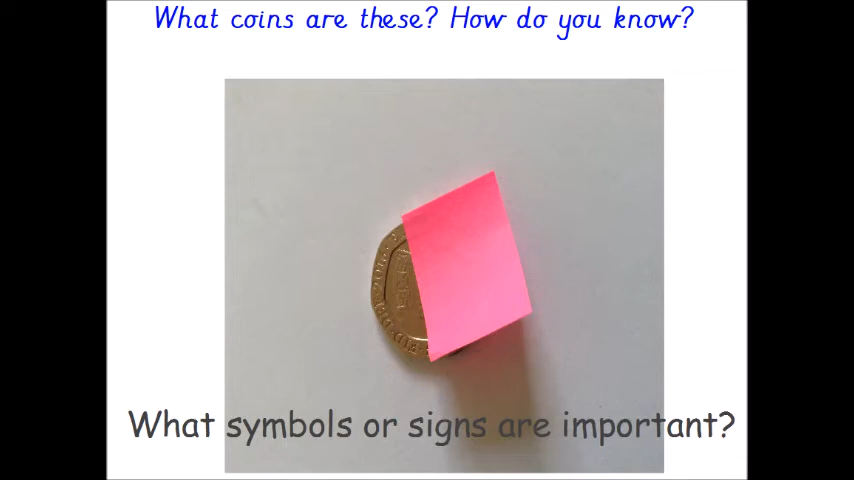 What coins are these? How do you know?
What symbols or signs are important?